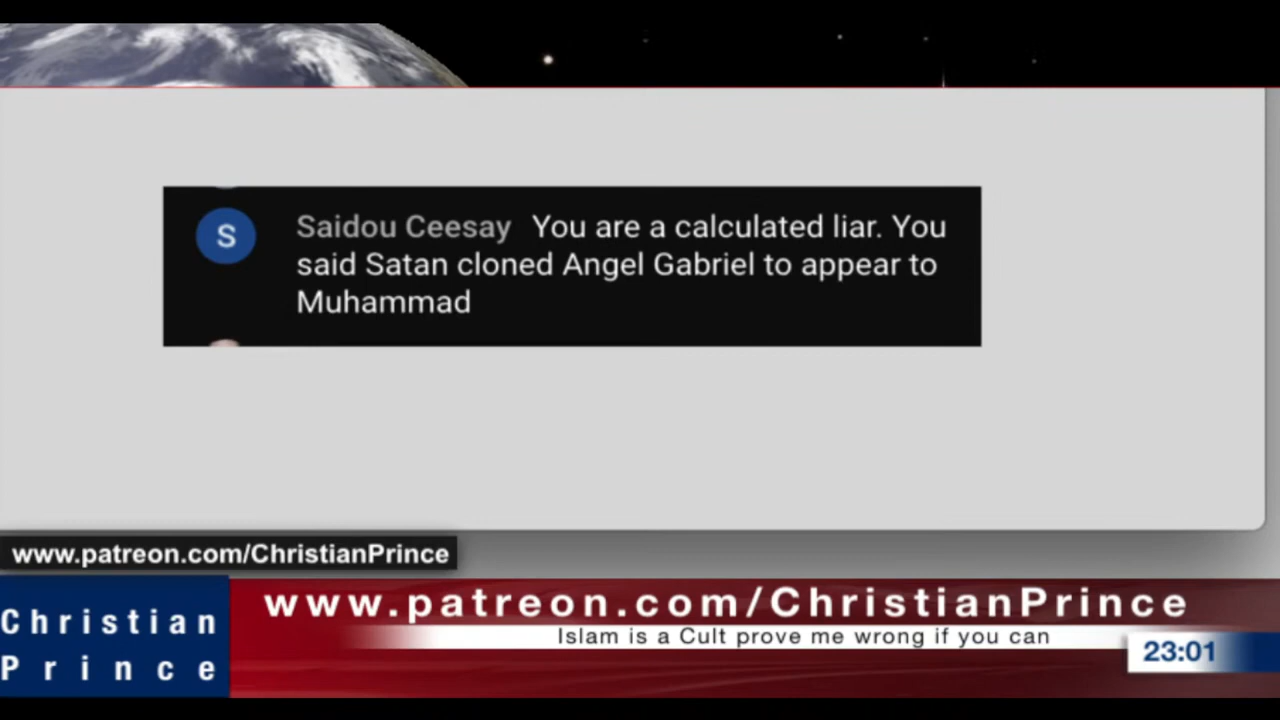 S
Saidou Ceesay You are a calculated liar. You
said Satan cloned Angel Gabriel to appear to
Muhammad
www.patreon.com/ChristianPrince
Christian
Prince
www.patreon.com/ChristianPrince
Islam is a Cult prove me wrong if you can
23:01